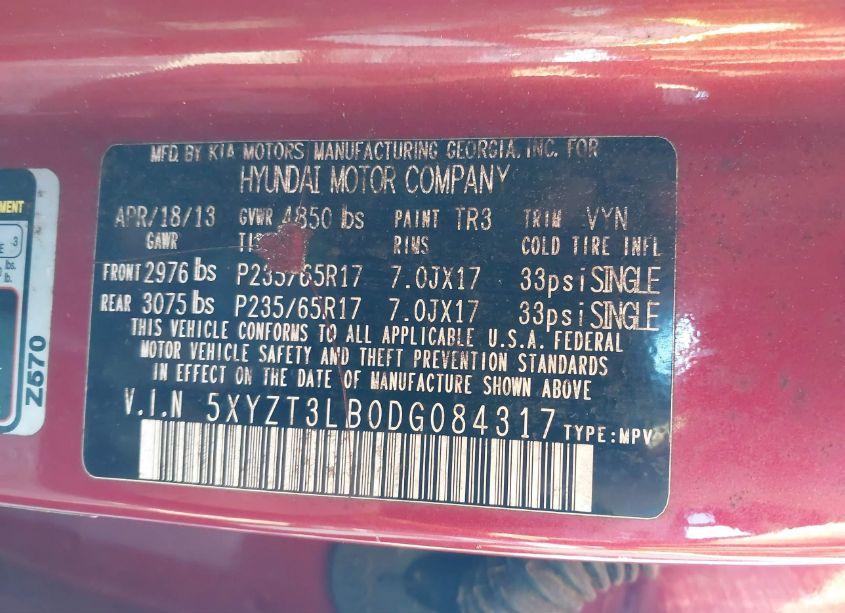 MFD. BY KIA MOTORS MANUFACTURING GEORGIA, INC. FOR
HYUNDAI MOTOR COMPANY
APR/18/13 GVWR 4850 lbs PAINT TR3 TRIM VYN
GAWR RIMS COLD TIRE INFL
FRONT 2976 lbs P235/65R17 7.0JX17 33psi SINGLE
REAR 3075 lbs P235/65R17 7.0JX17 33psi SINGLE
THIS VEHICLE CONFORMS TO ALL APPLICABLE U.S.A. FEDERAL
MOTOR VEHICLE SAFETY AND THEFT PREVENTION STANDARDS
IN EFFECT ON THE DATE OF MANUFACTURE SHOWN ABOVE
V.I.N 5XYZT3LB0DG084317 TYPE:MPV
Z570